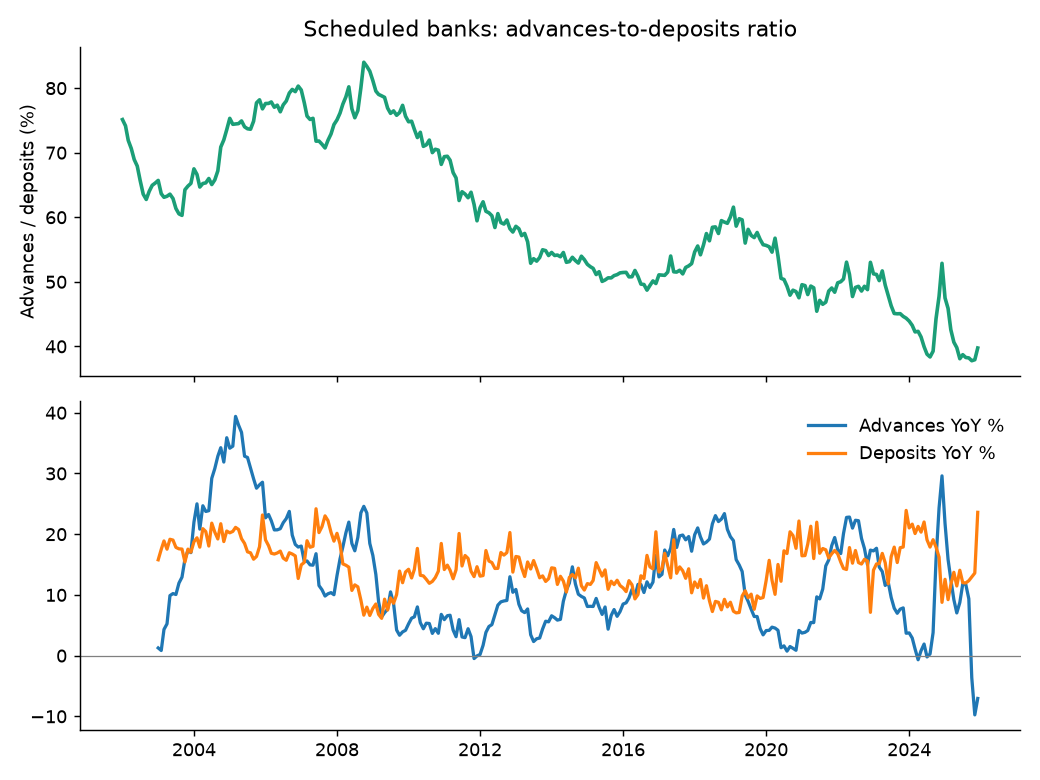 Scheduled banks: advances-to-deposits ratio
Advances / deposits (%)
80
70
60
50
40
40
30
20
10
0
−10
Advances YoY %
Deposits YoY %
2004 2008 2012 2016 2020 2024